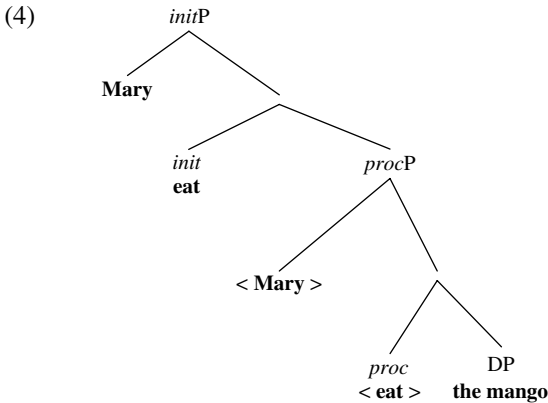 (4)
initP
Mary
init
eat
procP
< Mary >
proc
< eat >
DP
the mango